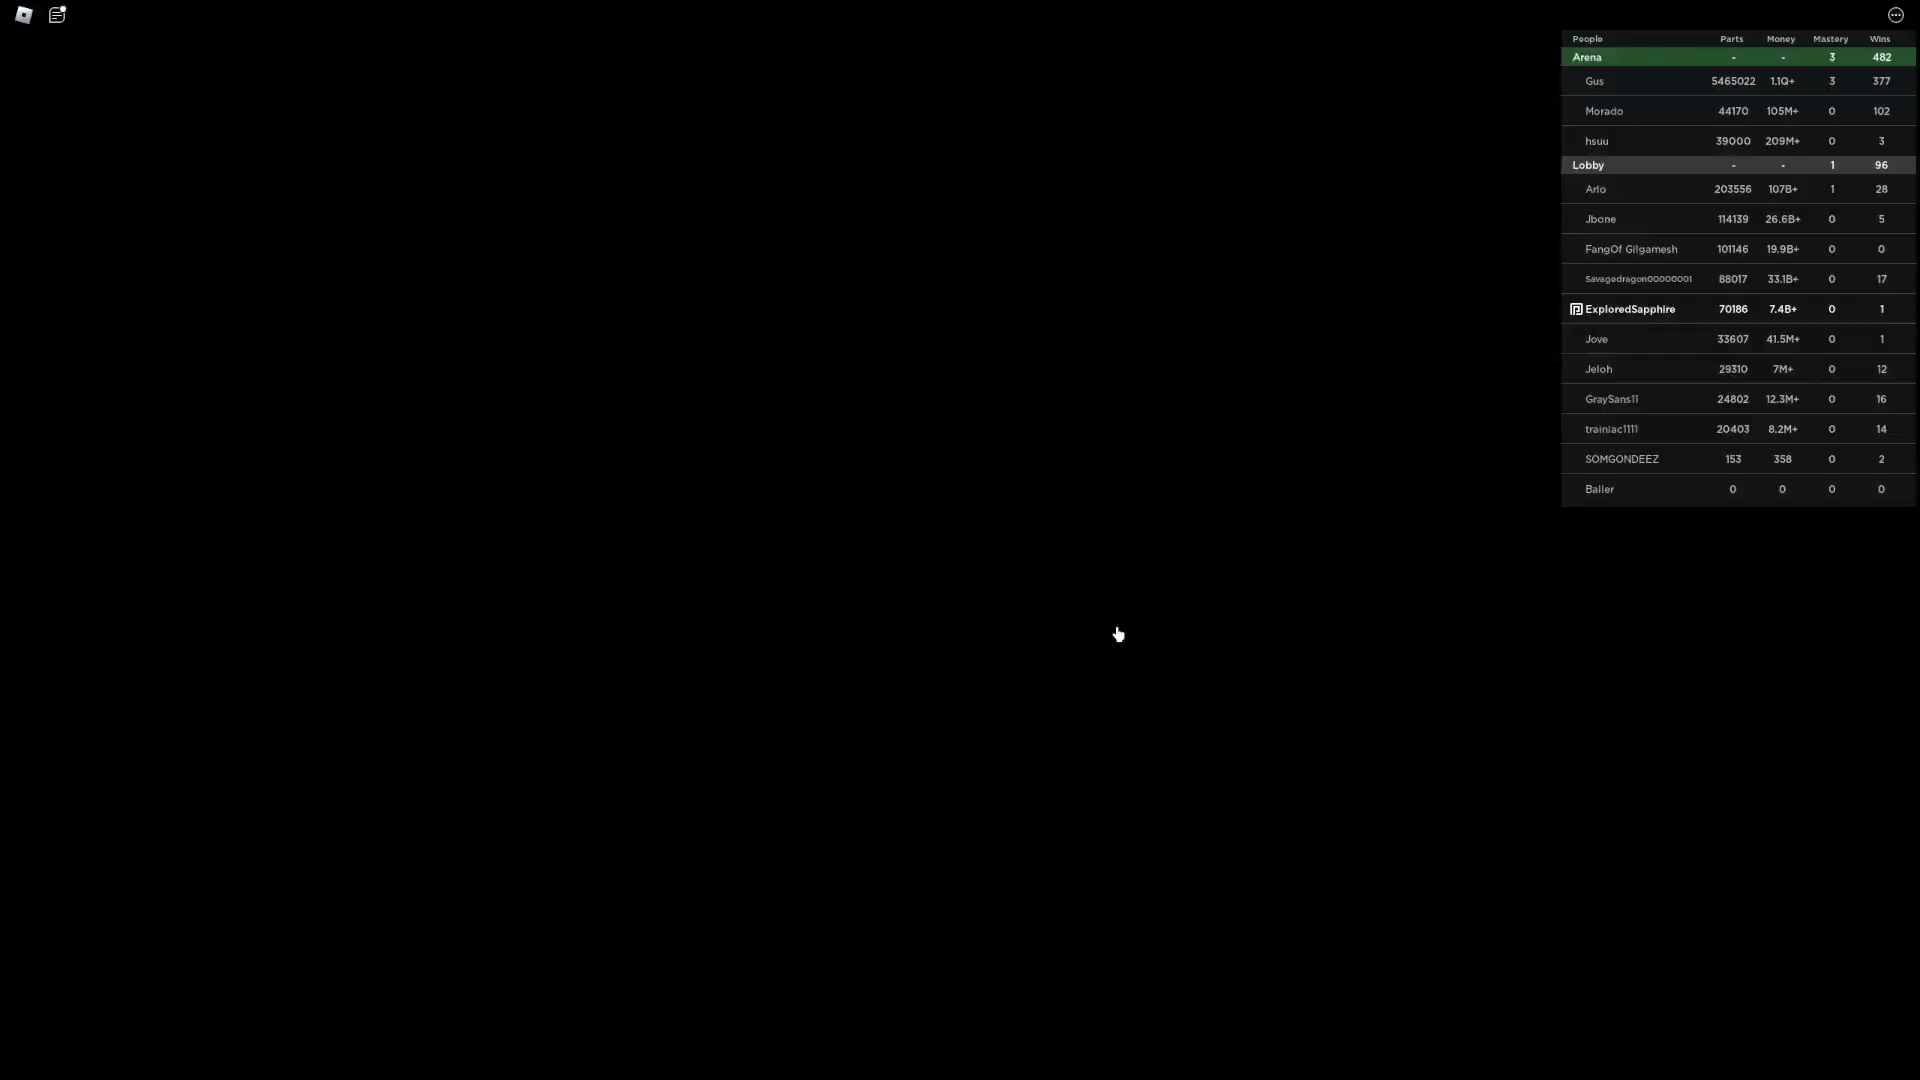 People Parts Money Mastery Wins
Arena - - 3 482
Gus 5465022 1.1Q+ 3 377
Morado 44170 105M+ 0 102
hsuu 39000 209M+ 0 3
Lobby - - 1 96
Arlo 203556 107B+ 1 28
Jbone 114139 26.6B+ 0 5
FangOf Gilgamesh 101146 19.9B+ 0 0
Savagedragon00000001 88017 33.1B+ 0 17
ExploredSapphire 70186 7.4B+ 0 1
Jove 33607 41.5M+ 0 1
Jeloh 29310 7M+ 0 12
GraySans11 24802 12.3M+ 0 16
trainiac1111 20403 8.2M+ 0 14
SOMGONDEEZ 153 358 0 2
Baller 0 0 0 0